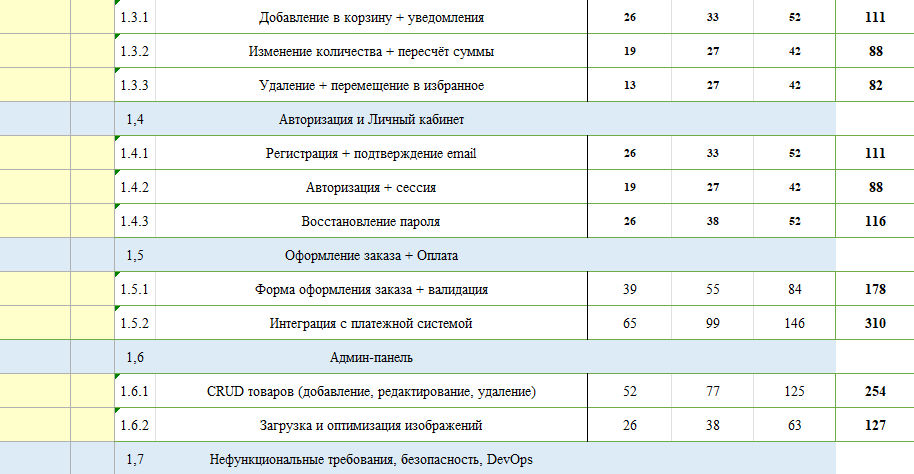 1.3.1 Добавление в корзину + уведомления 26 33 52 111
1.3.2 Изменение количества + пересчёт суммы 19 27 42 88
1.3.3 Удаление + перемещение в избранное 13 27 42 82
1,4 Авторизация и Личный кабинет
1.4.1 Регистрация + подтверждение email 26 33 52 111
1.4.2 Авторизация + сессия 19 27 42 88
1.4.3 Восстановление пароля 26 38 52 116
1,5 Оформление заказа + Оплата
1.5.1 Форма оформления заказа + валидация 39 55 84 178
1.5.2 Интеграция с платежной системой 65 99 146 310
1,6 Админ-панель
1.6.1 CRUD товаров (добавление, редактирование, удаление) 52 77 125 254
1.6.2 Загрузка и оптимизация изображений 26 38 63 127
1,7 Нефункциональные требования, безопасность, DevOps